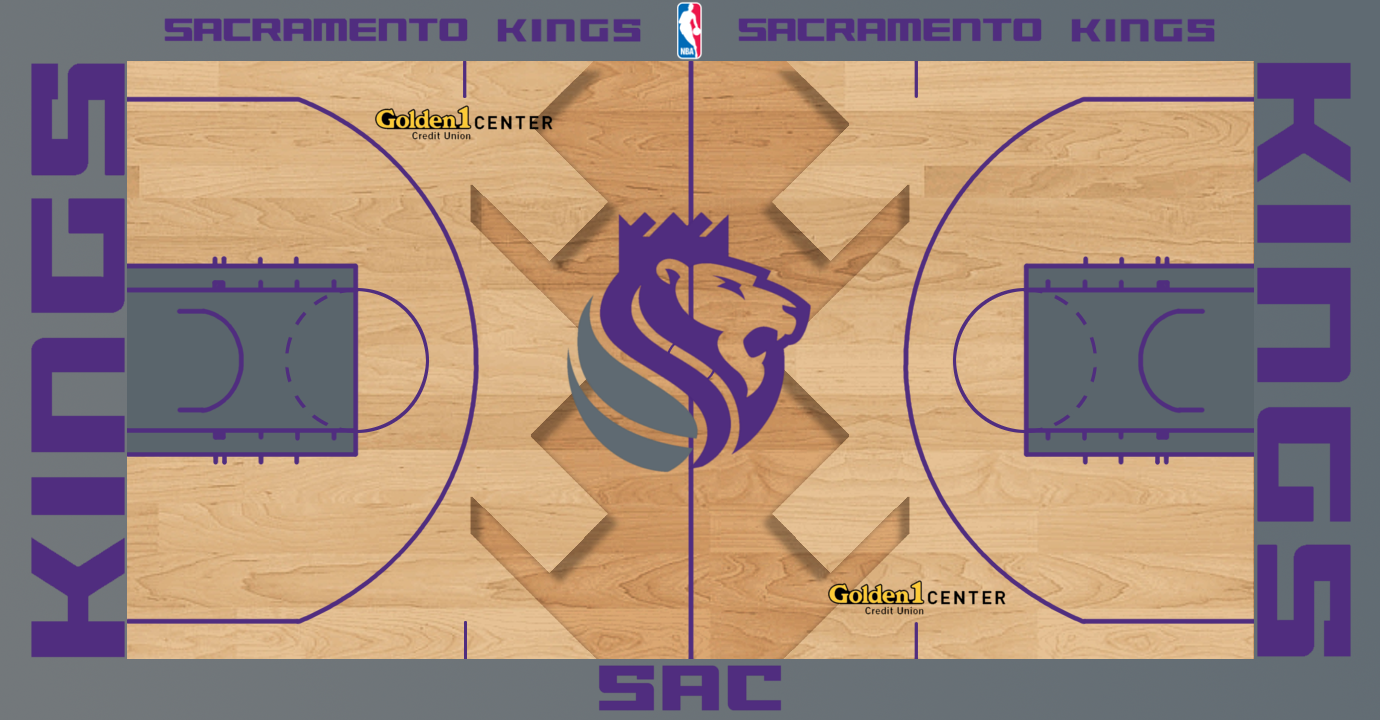 SACRAMENTO KINGS
NBA
SACRAMENTO KINGS
KINGS
KINGS
Golden1 CENTER
Credit Union
Golden1 CENTER
Credit Union
SAC